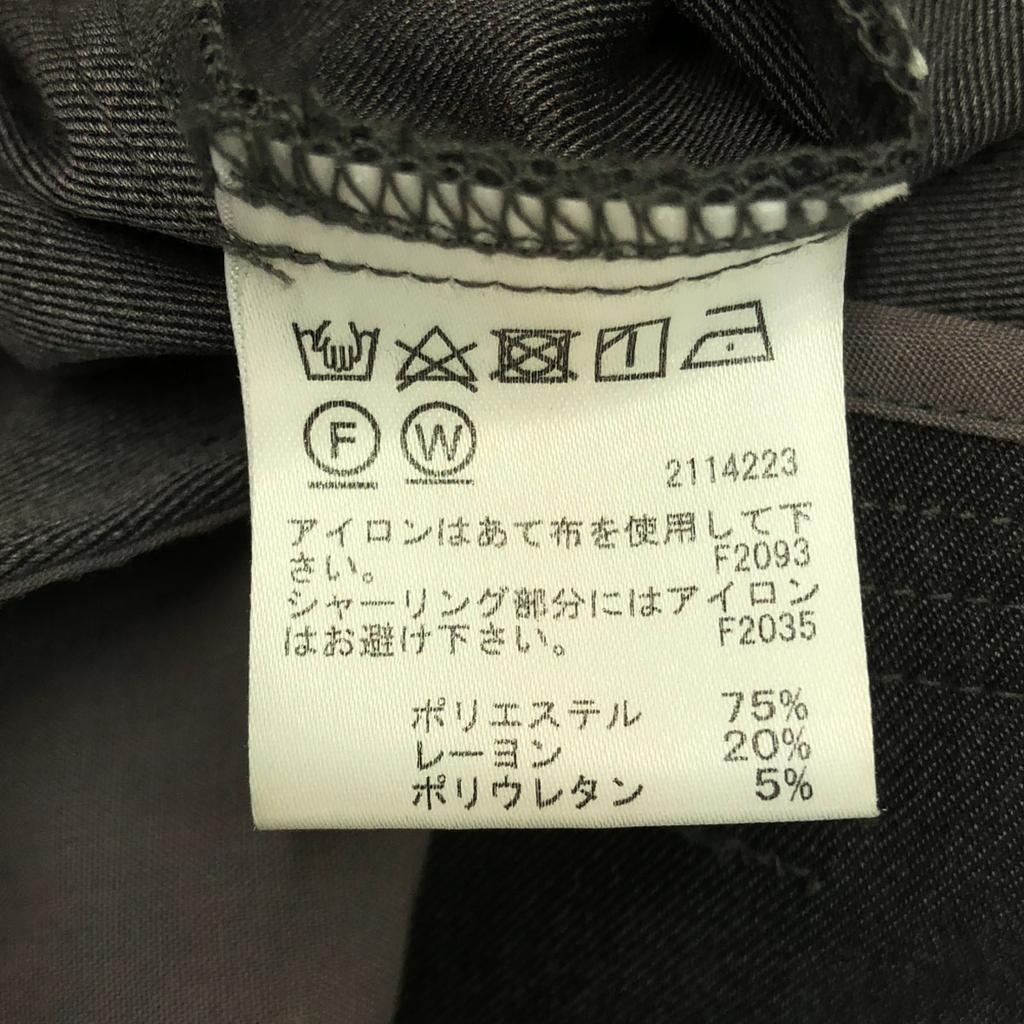 F W
2114223
アイロンはあて布を使用して下
さい。 F2093
シャーリング部分にはアイロン
はお避け下さい。 F2035
ポリエステル 75%
レーヨン 20%
ポリウレタン 5%